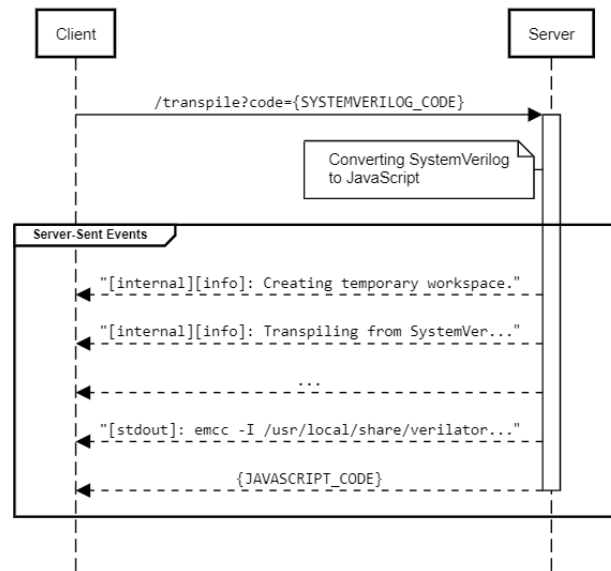 Client
Server
/transpile?code={SYSTEMVERILOG_CODE}
Converting SystemVerilog
to JavaScript
Server-Sent Events
"[internal][info]: Creating temporary workspace."
"[internal][info]: Transpiling from SystemVer..."
...
"[stdout]: emcc -I /usr/local/share/verilator..."
{JAVASCRIPT_CODE}